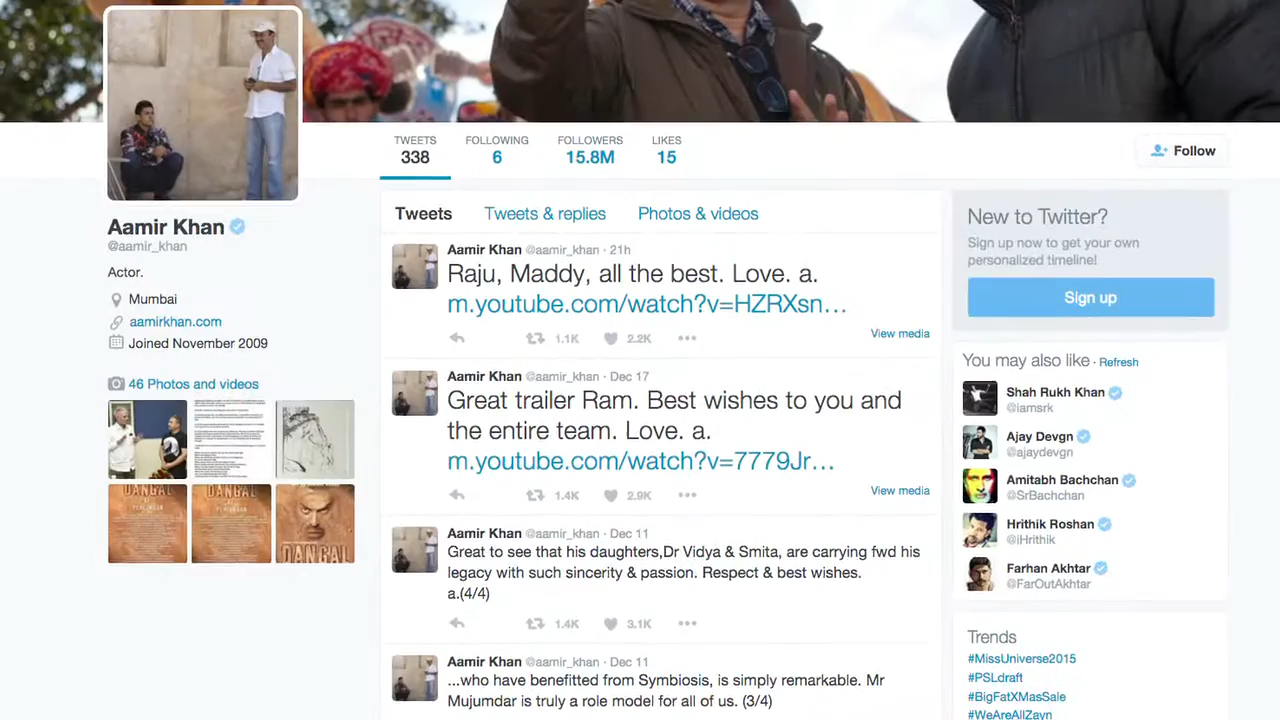 TWEETS
338
FOLLOWING
6
FOLLOWERS
15.8M
LIKES
15
Follow
Aamir Khan
@aamir_khan
Actor.
Mumbai
aamirkhan.com
Joined November 2009
46 Photos and videos
DANGAL
DANGAL
DANGAL
Tweets
Tweets & replies
Photos & videos
Aamir Khan @aamir_khan · 21h
Raju, Maddy, all the best. Love. a.
m.youtube.com/watch?v=HZRXsn…
1.1K
2.2K
View media
Aamir Khan @aamir_khan · Dec 17
Great trailer Ram. Best wishes to you and
the entire team. Love. a.
m.youtube.com/watch?v=7779Jr…
1.4K
2.9K
View media
Aamir Khan @aamir_khan · Dec 11
Great to see that his daughters,Dr Vidya & Smita, are carrying fwd his
legacy with such sincerity & passion. Respect & best wishes.
a.(4/4)
1.4K
3.1K
Aamir Khan @aamir_khan · Dec 11
...who have benefitted from Symbiosis, is simply remarkable. Mr
Mujumdar is truly a role model for all of us. (3/4)
New to Twitter?
Sign up now to get your own
personalized timeline!
Sign up
You may also like · Refresh
Shah Rukh Khan
@iamsrk
Ajay Devgn
@ajaydevgn
Amitabh Bachchan
@SrBachchan
Hrithik Roshan
@iHrithik
Farhan Akhtar
@FarOutAkhtar
Trends
#MissUniverse2015
#PSLdraft
#BigFatXMasSale
#WeAreAllZayn